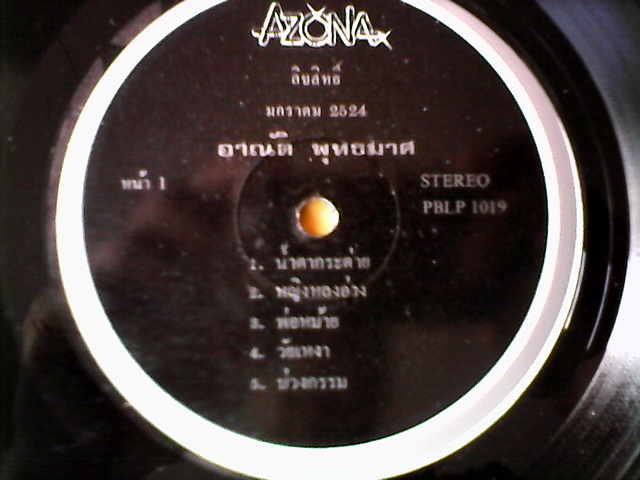 AZONA
ลิขสิทธิ์
มกราคม 2524
อาณัติ พุทธมาศ
หน้า 1
STEREO
PBLP 1019
1. น้ำตากระต่าย
2. หญิงทองอ่วง
3. พ่อหม้าย
4. วัยเหงา
5. บ่วงกรรม